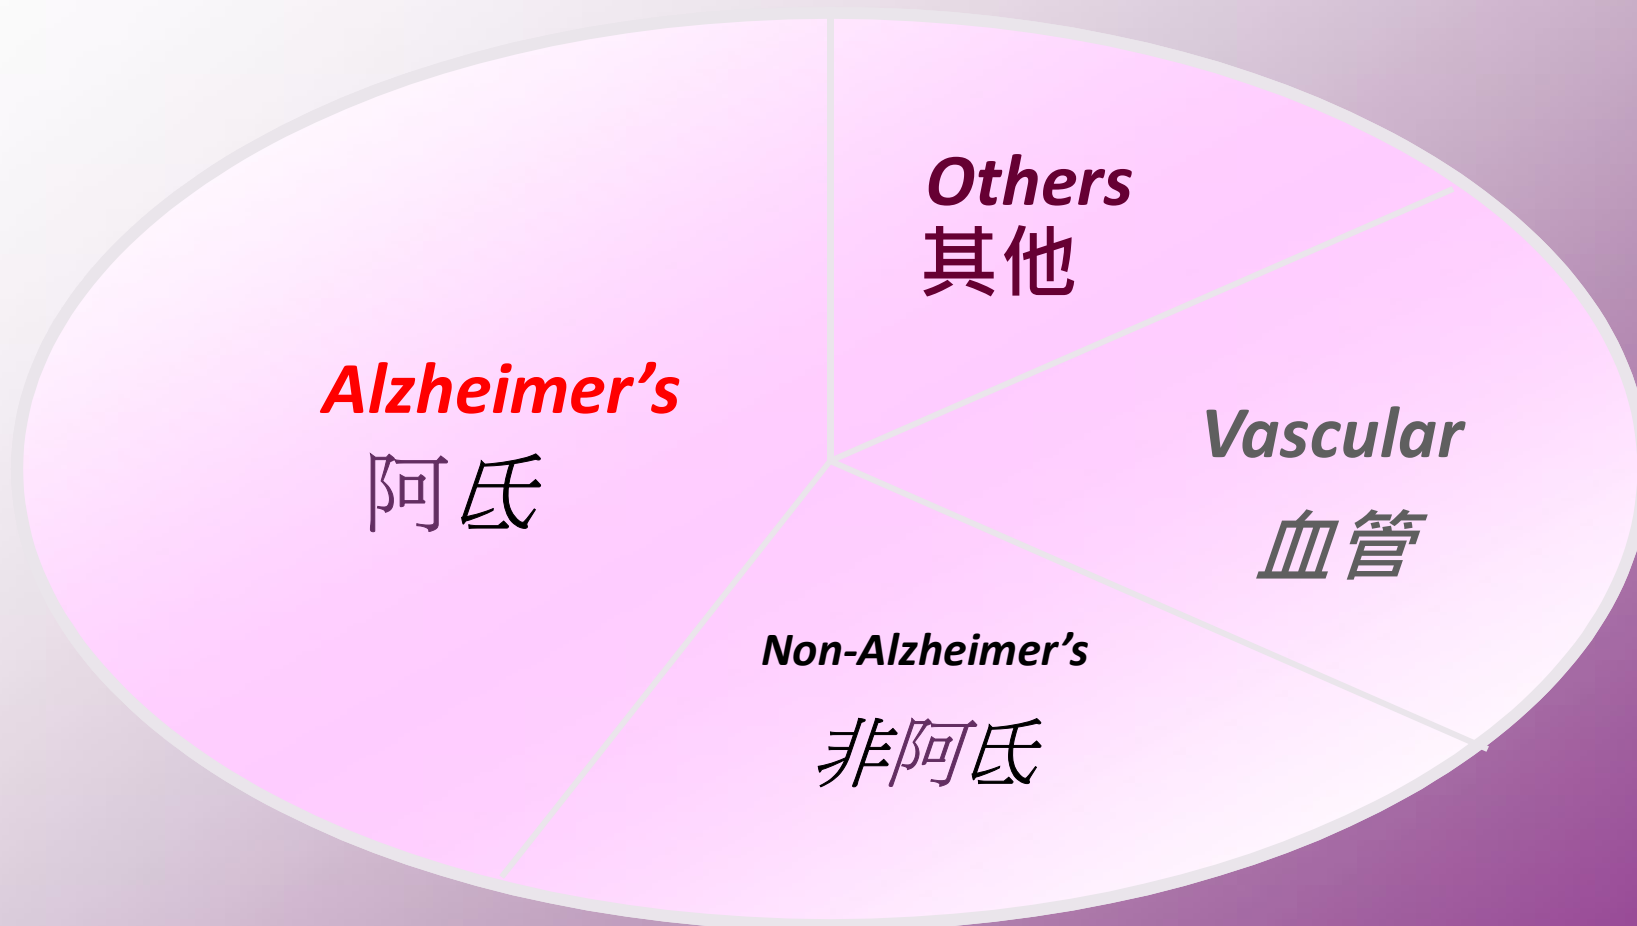 Others
其他
Alzheimer’s
阿氏
Vascular
血管
Non-Alzheimer’s
非阿氏